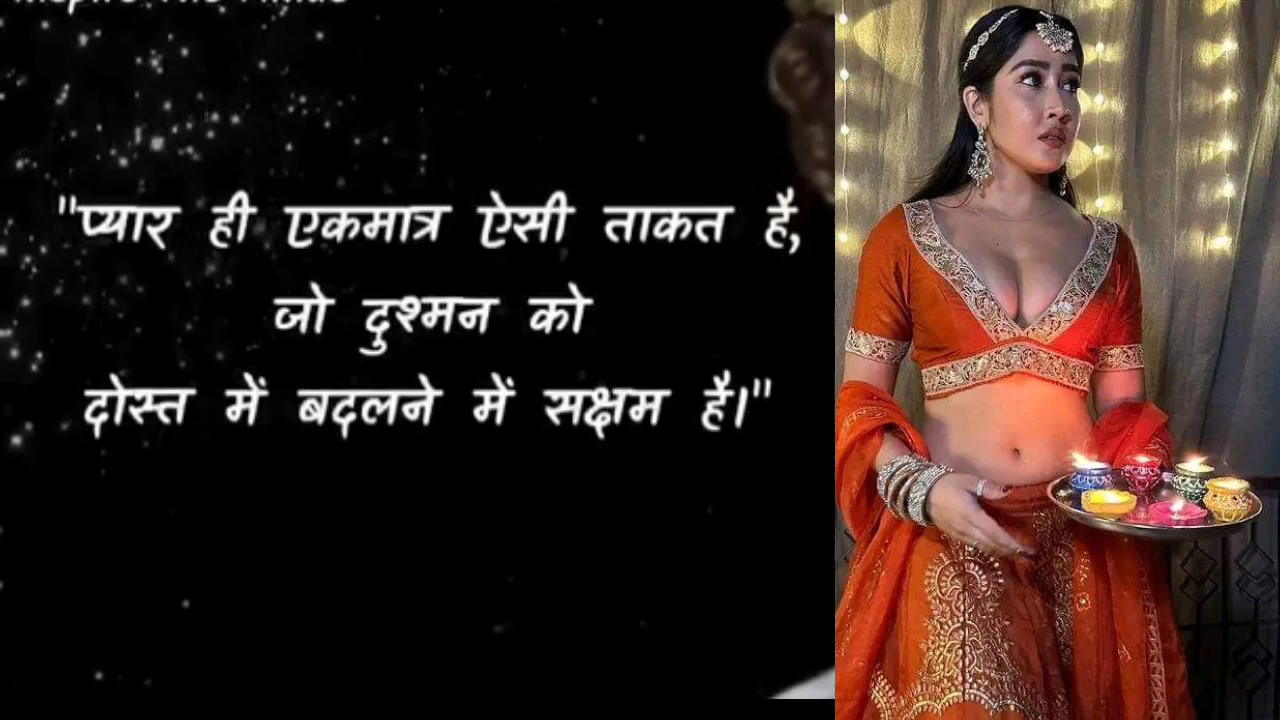 "प्यार ही एकमात्र ऐसी ताकत है,
जो दुश्मन को
दोस्त में बदलने में सक्षम है।"